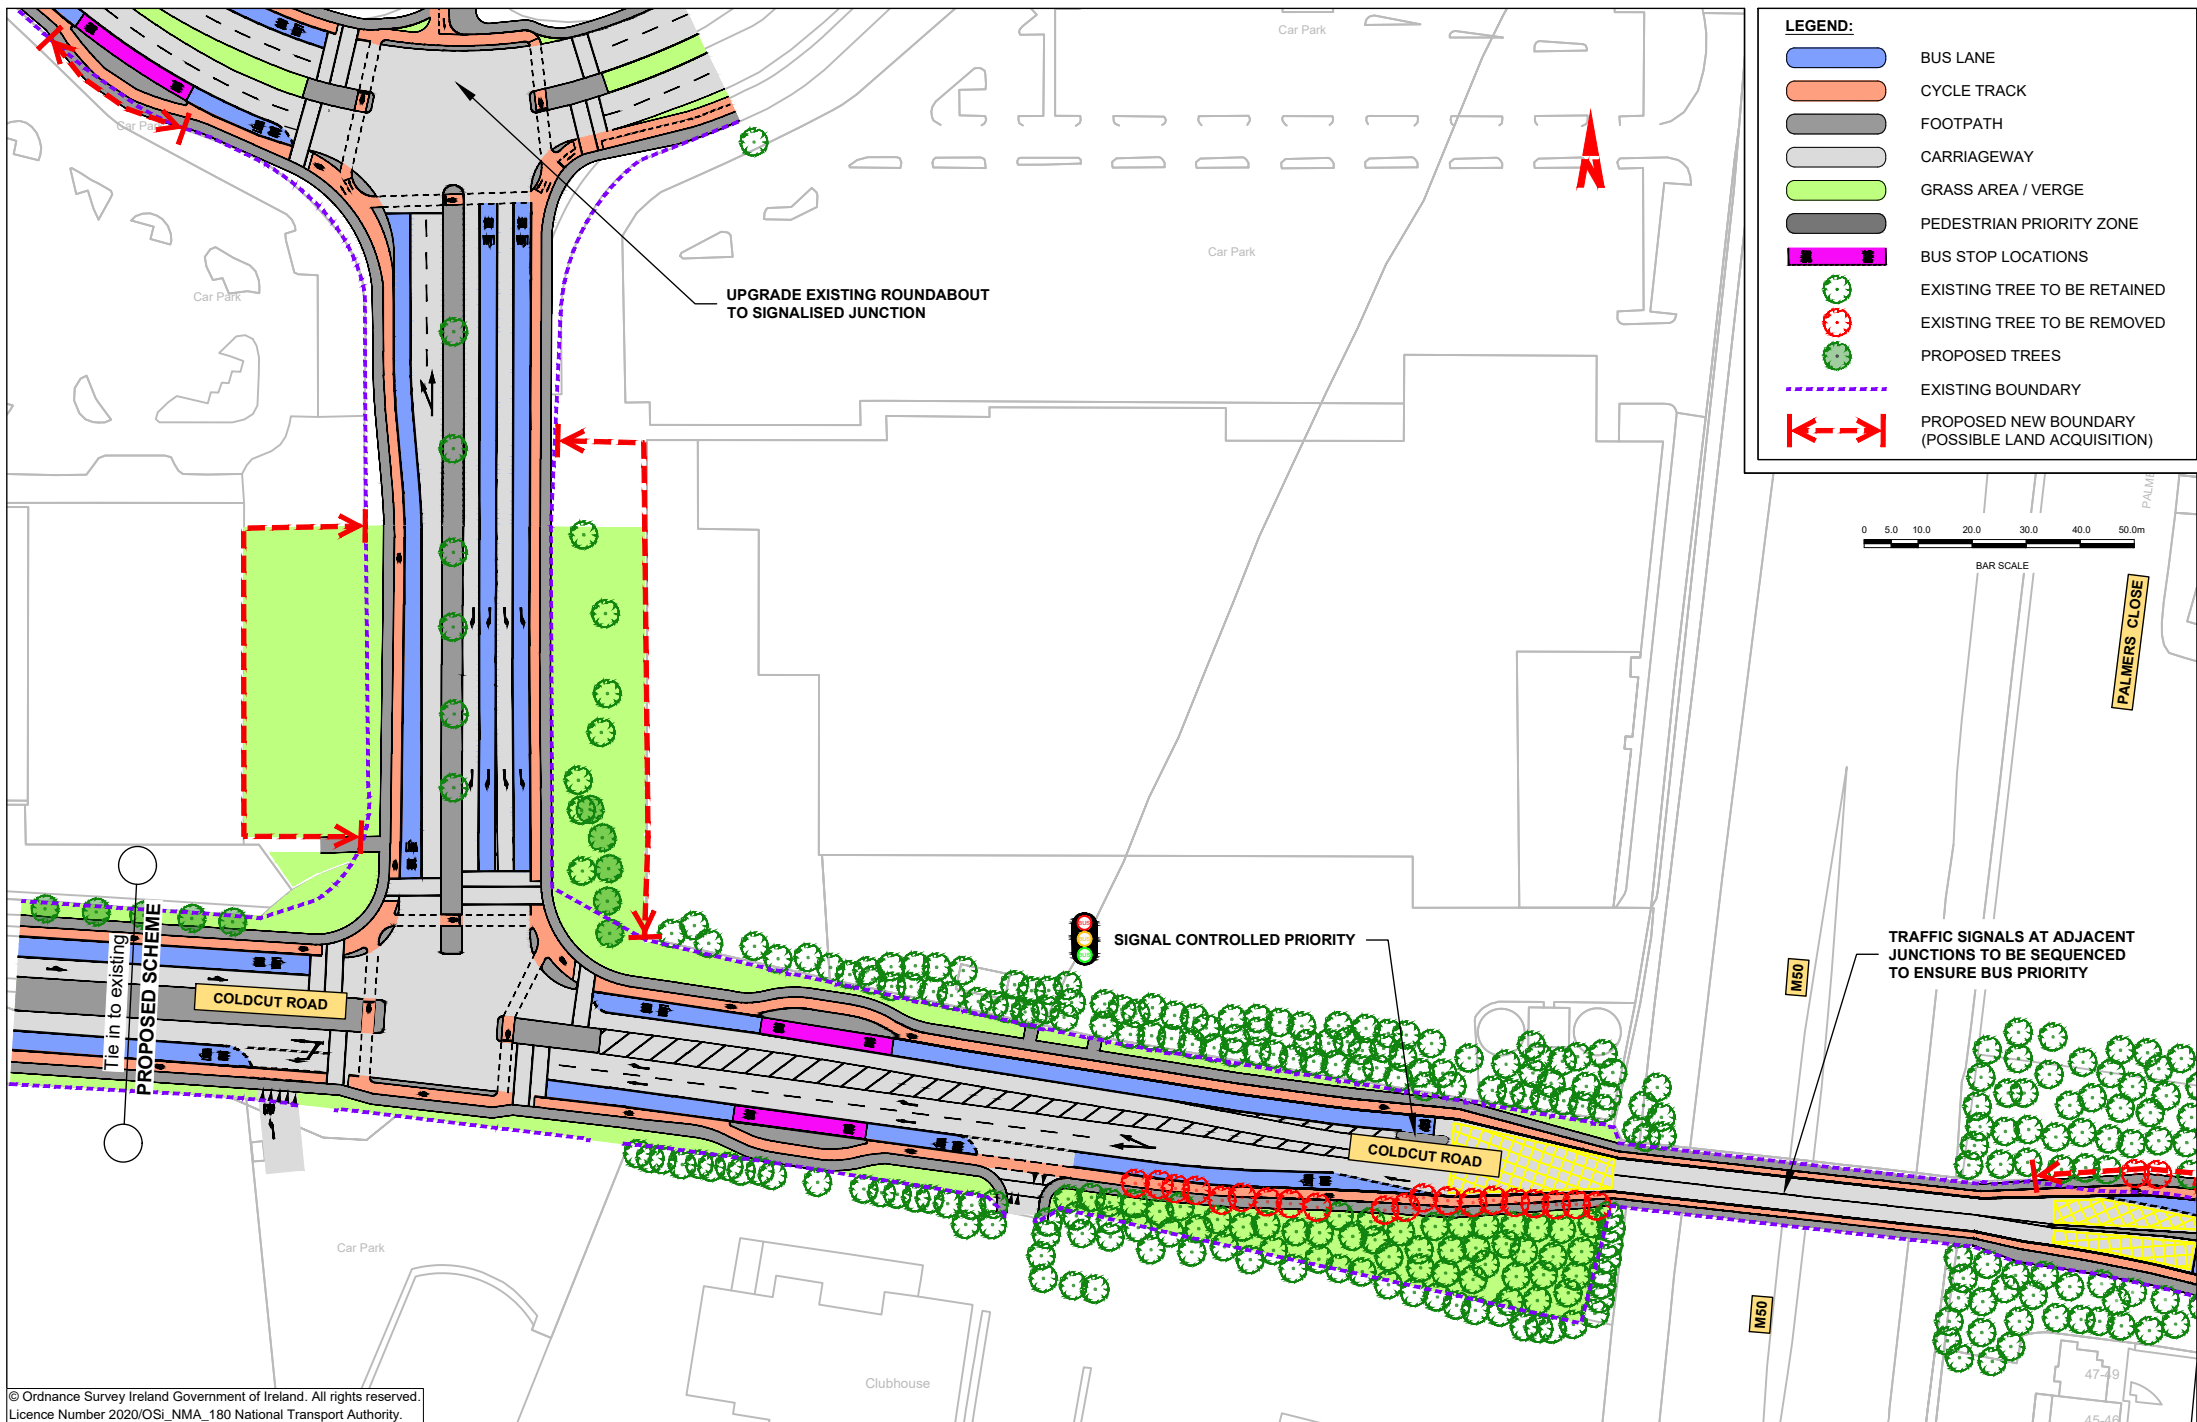 Car Park
Car Park
Car Park
Car Park
UPGRADE EXISTING ROUNDABOUT
TO SIGNALISED JUNCTION
LEGEND:
BUS LANE
CYCLE TRACK
FOOTPATH
CARRIAGEWAY
GRASS AREA / VERGE
PEDESTRIAN PRIORITY ZONE
BUS STOP LOCATIONS
EXISTING TREE TO BE RETAINED
EXISTING TREE TO BE REMOVED
PROPOSED TREES
EXISTING BOUNDARY
PROPOSED NEW BOUNDARY
(POSSIBLE LAND ACQUISITION)
0 5.0 10.0 20.0 30.0 40.0 50.0m
BAR SCALE
PALMERS CLOSE
Tie in to existing
PROPOSED SCHEME
COLDCUT ROAD
SIGNAL CONTROLLED PRIORITY
COLDCUT ROAD
M50
TRAFFIC SIGNALS AT ADJACENT
JUNCTIONS TO BE SEQUENCED
TO ENSURE BUS PRIORITY
M50
Car Park
Clubhouse
47-49
45-46
© Ordnance Survey Ireland Government of Ireland. All rights reserved.
Licence Number 2020/OSi_NMA_180 National Transport Authority.